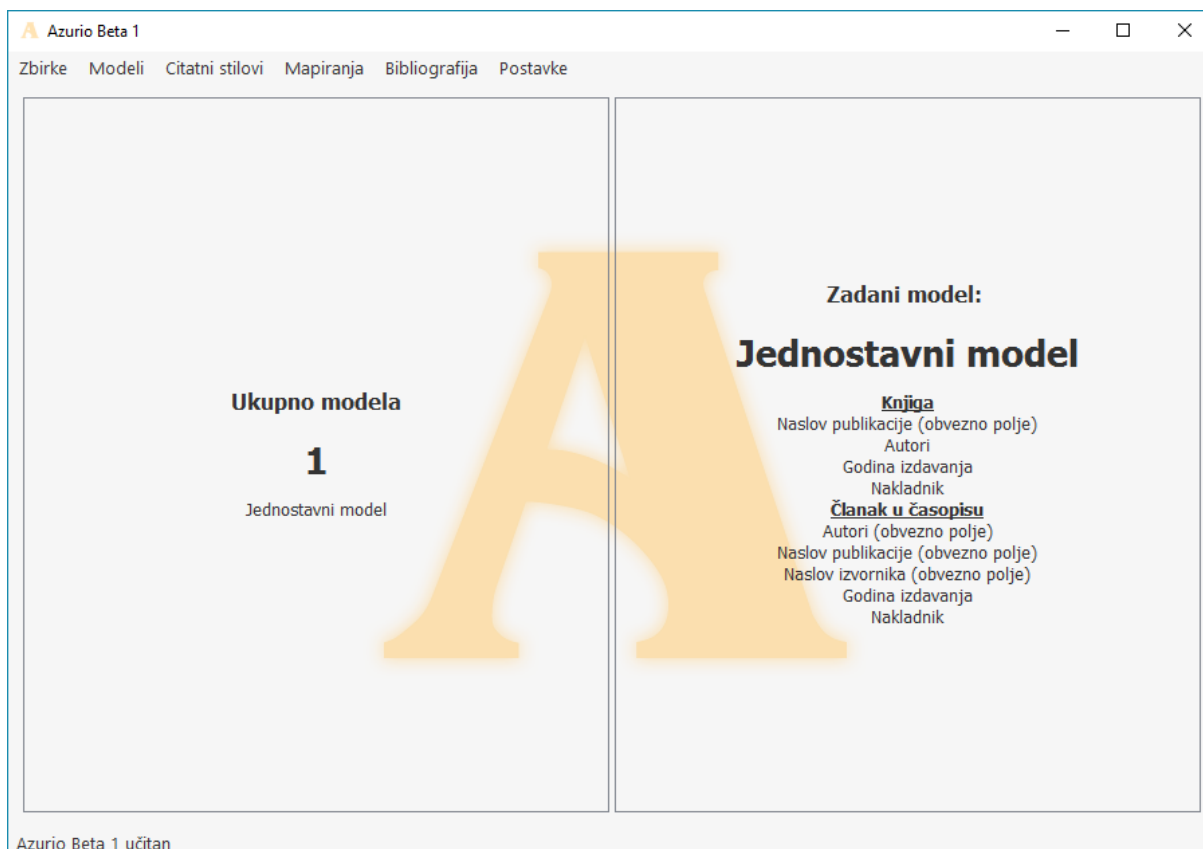 Azurio Beta 1
Zbirke Modeli Citatni stilovi Mapiranja Bibliografija Postavke
Ukupno modela
1
Jednostavni model
Zadani model:
Jednostavni model
Knjiga
Naslov publikacije (obvezno polje)
Autori
Godina izdavanja
Nakladnik
Članak u časopisu
Autori (obvezno polje)
Naslov publikacije (obvezno polje)
Naslov izvornika (obvezno polje)
Godina izdavanja
Nakladnik
Azurio Beta 1 učitan